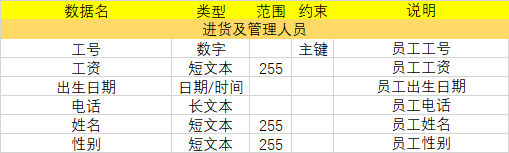 数据名 类型 范围 约束 说明
进货及管理人员
工号 数字 主键 员工工号
工资 短文本 255 员工工资
出生日期 日期/时间 员工出生日期
电话 长文本 员工电话
姓名 短文本 255 员工姓名
性别 短文本 255 员工性别